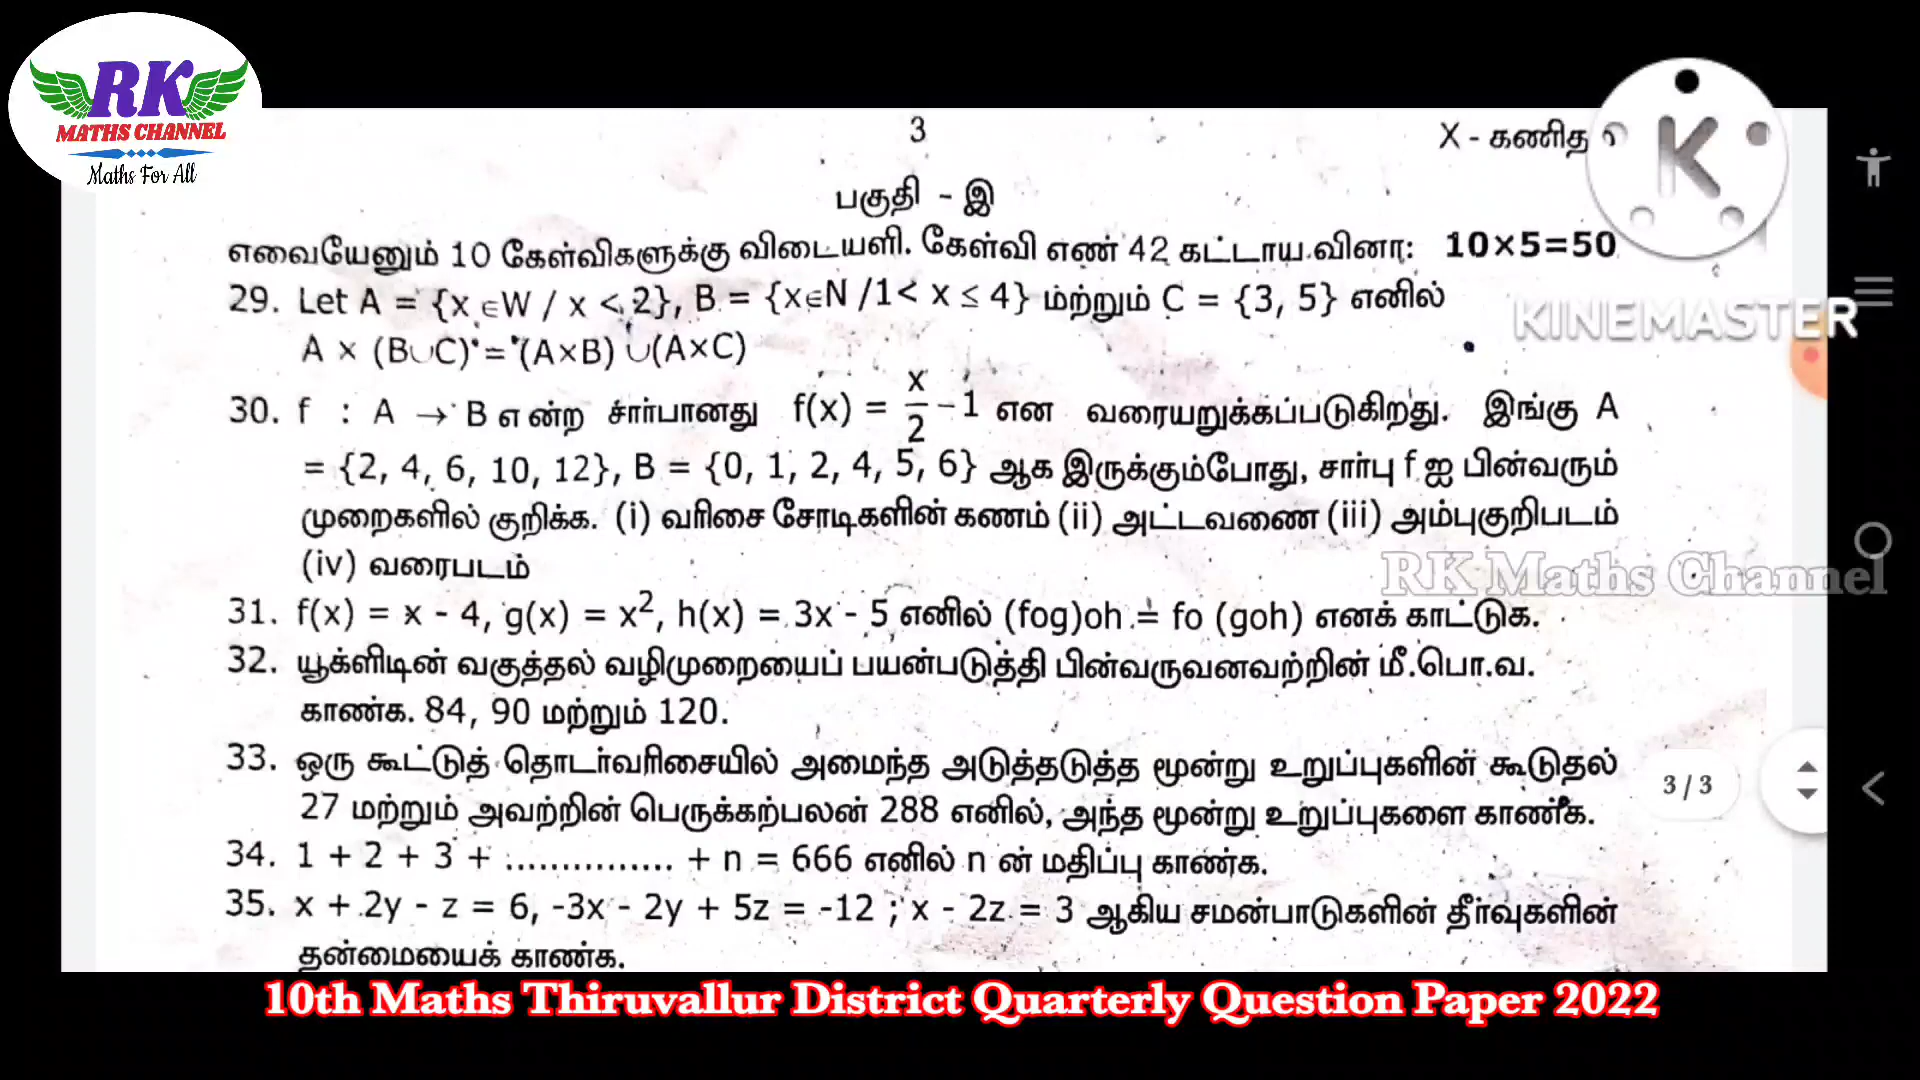 RK
MATHS CHANNEL
Maths For All
3
X - கணித
K
பகுதி - இ
எவையேனும் 10 கேள்விகளுக்கு விடையளி. கேள்வி எண் 42 கட்டாய வினா: 10×5=50
29. Let A = {x ∈W / x < 2}, B = {x∈N /1< x ≤ 4} மற்றும் C = {3, 5} எனில்
KINEMASTER
A × (B∪C) = (A×B) ∪(A×C)
30. f : A → B என்ற சார்பானது f(x) = x/2 − 1 என வரையறுக்கப்படுகிறது. இங்கு A
= {2, 4, 6, 10, 12}, B = {0, 1, 2, 4, 5, 6} ஆக இருக்கும்போது, சார்பு f ஐ பின்வரும்
முறைகளில் குறிக்க. (i) வரிசை சோடிகளின் கணம் (ii) அட்டவணை (iii) அம்புகுறிபடம்
(iv) வரைபடம்
RK Maths Channel
31. f(x) = x - 4, g(x) = x², h(x) = 3x - 5 எனில் (fog)oh = fo (goh) எனக் காட்டுக.
32. யூக்ளிடின் வகுத்தல் வழிமுறையைப் பயன்படுத்தி பின்வருவனவற்றின் மீ.பொ.வ.
காண்க. 84, 90 மற்றும் 120.
33. ஒரு கூட்டுத் தொடர்வரிசையில் அமைந்த அடுத்தடுத்த மூன்று உறுப்புகளின் கூடுதல்
27 மற்றும் அவற்றின் பெருக்கற்பலன் 288 எனில், அந்த மூன்று உறுப்புகளை காண்க.
3 / 3
34. 1 + 2 + 3 + ............... + n = 666 எனில் n ன் மதிப்பு காண்க.
35. x + 2y - z = 6, -3x - 2y + 5z = -12 ; x - 2z = 3 ஆகிய சமன்பாடுகளின் தீர்வுகளின்
தன்மையைக் காண்க.
10th Maths Thiruvallur District Quarterly Question Paper 2022